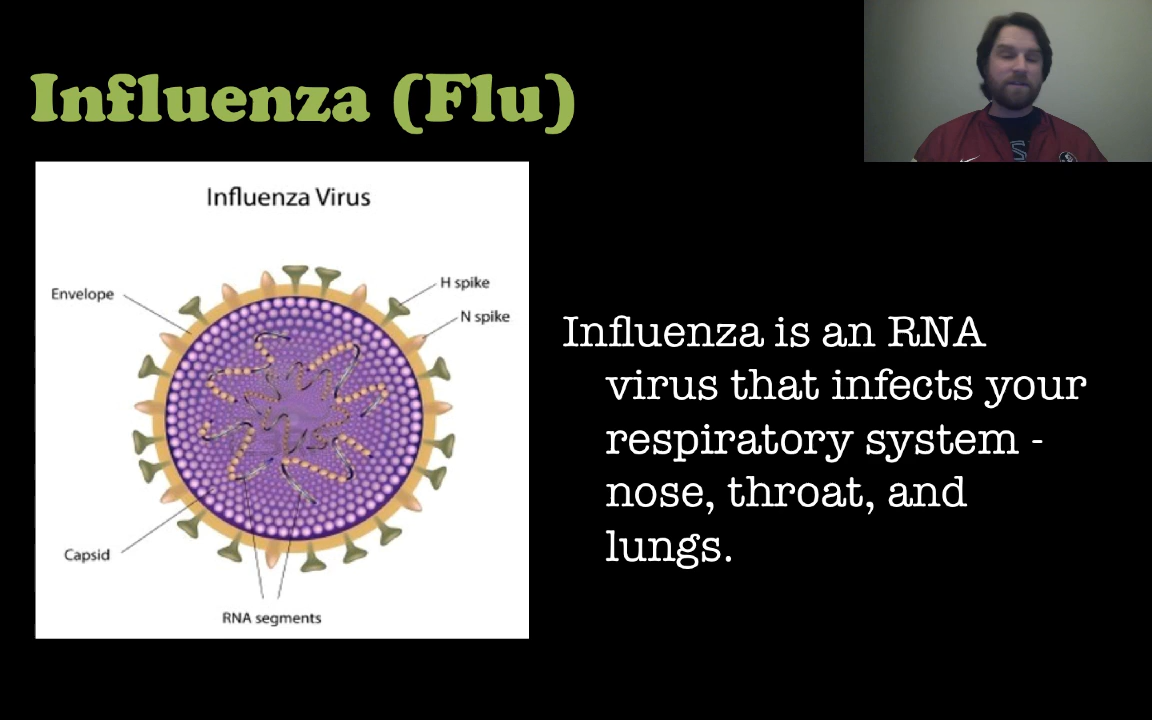 Influenza (Flu)
Influenza Virus
Envelope
H spike
N spike
Capsid
RNA segments
Influenza is an RNA
virus that infects your
respiratory system -
nose, throat, and
lungs.